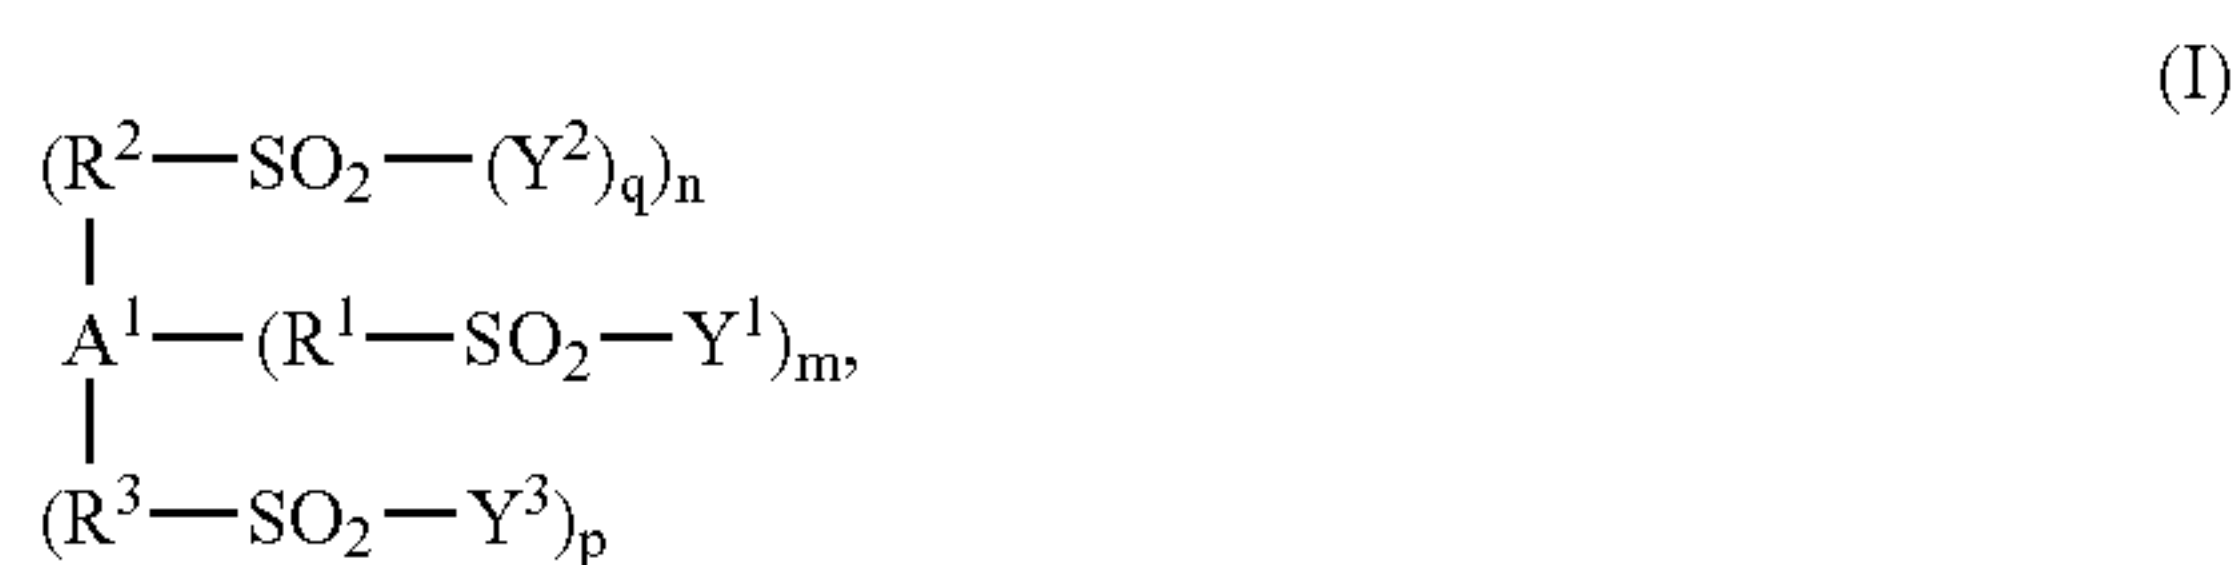 (I)
(R²—SO₂—(Y²)q)n
A¹—(R¹—SO₂—Y¹)m,
(R³—SO₂—Y³)p